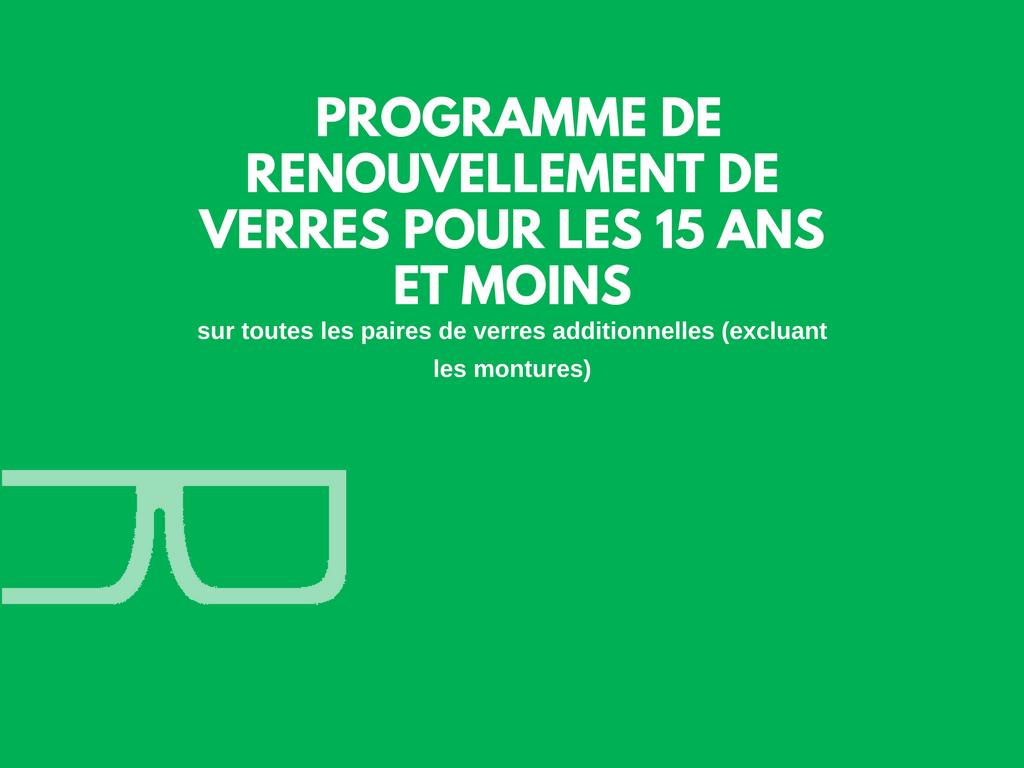 PROGRAMME DE
RENOUVELLEMENT DE
VERRES POUR LES 15 ANS
ET MOINS
sur toutes les paires de verres additionnelles (excluant
les montures)